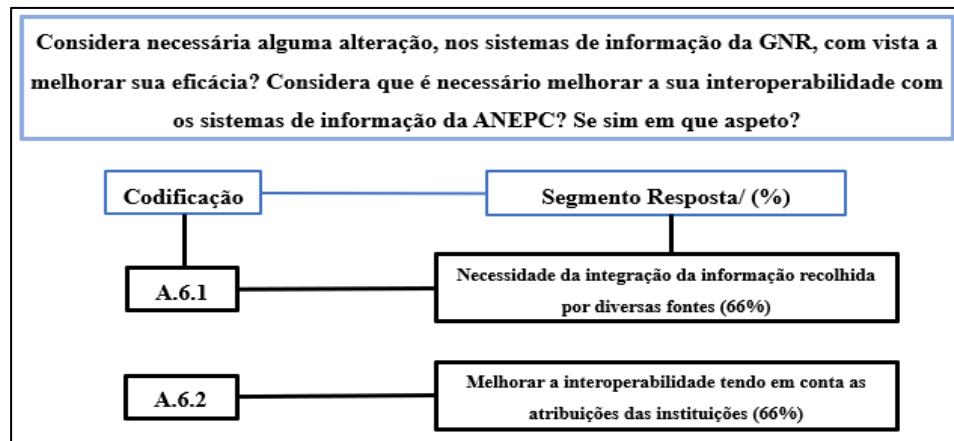 Considera necessária alguma alteração, nos sistemas de informação da GNR, com vista a
melhorar sua eficácia? Considera que é necessário melhorar a sua interoperabilidade com
os sistemas de informação da ANEPC? Se sim em que aspeto?
Codificação
Segmento Resposta/ (%)
A.6.1
Necessidade da integração da informação recolhida
por diversas fontes (66%)
A.6.2
Melhorar a interoperabilidade tendo em conta as
atribuições das instituições (66%)